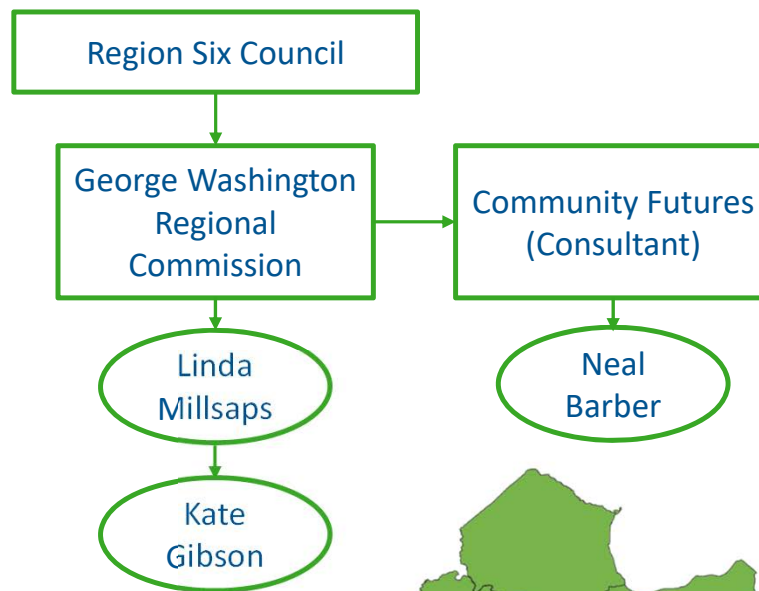 Region Six Council
George Washington
Regional
Commission
Community Futures
(Consultant)
Linda
Millsaps
Neal
Barber
Kate
Gibson